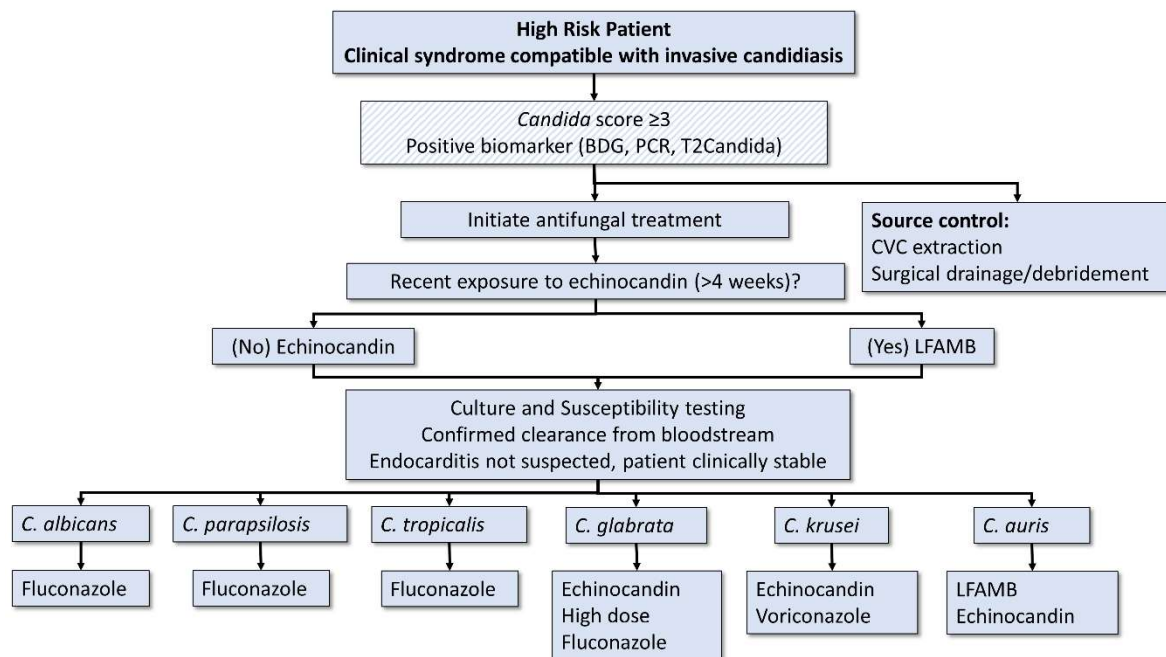 High Risk Patient
Clinical syndrome compatible with invasive candidiasis
Candida score ≥3
Positive biomarker (BDG, PCR, T2Candida)
Initiate antifungal treatment
Source control:
CVC extraction
Surgical drainage/debridement
Recent exposure to echinocandin (>4 weeks)?
(No) Echinocandin
(Yes) LFAMB
Culture and Susceptibility testing
Confirmed clearance from bloodstream
Endocarditis not suspected, patient clinically stable
C. albicans
C. parapsilosis
C. tropicalis
C. glabrata
C. krusei
C. auris
Fluconazole
Fluconazole
Fluconazole
Echinocandin
High dose
Fluconazole
Echinocandin
Voriconazole
LFAMB
Echinocandin